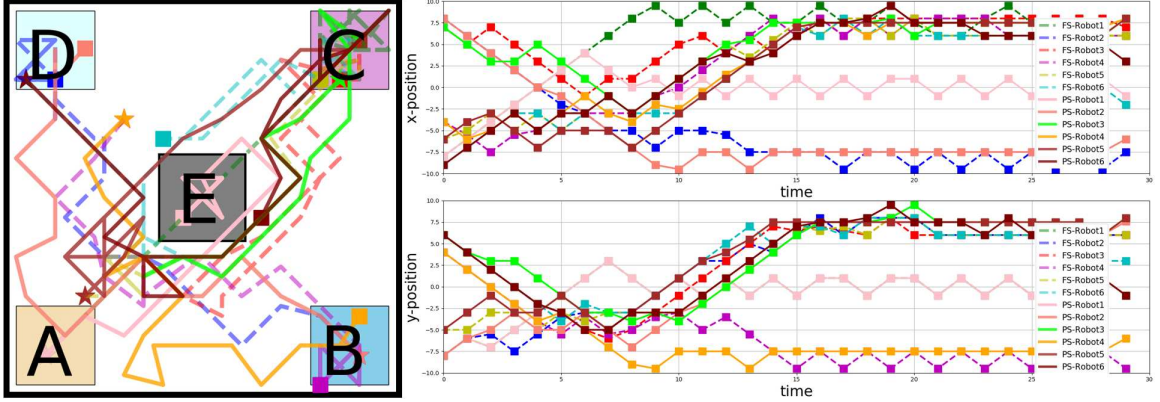 D
C
E
A
B
x-position
10.0
7.5
5.0
2.5
0.0
−2.5
−5.0
−7.5
−10.0
0
5
10
15
20
25
30
time
FS-Robot1
FS-Robot2
FS-Robot3
FS-Robot4
FS-Robot5
FS-Robot6
PS-Robot1
PS-Robot2
PS-Robot3
PS-Robot4
PS-Robot5
PS-Robot6
y-position
10.0
7.5
5.0
2.5
0.0
−2.5
−5.0
−7.5
−10.0
0
5
10
15
20
25
30
time
FS-Robot1
FS-Robot2
FS-Robot3
FS-Robot4
FS-Robot5
FS-Robot6
PS-Robot1
PS-Robot2
PS-Robot3
PS-Robot4
PS-Robot5
PS-Robot6